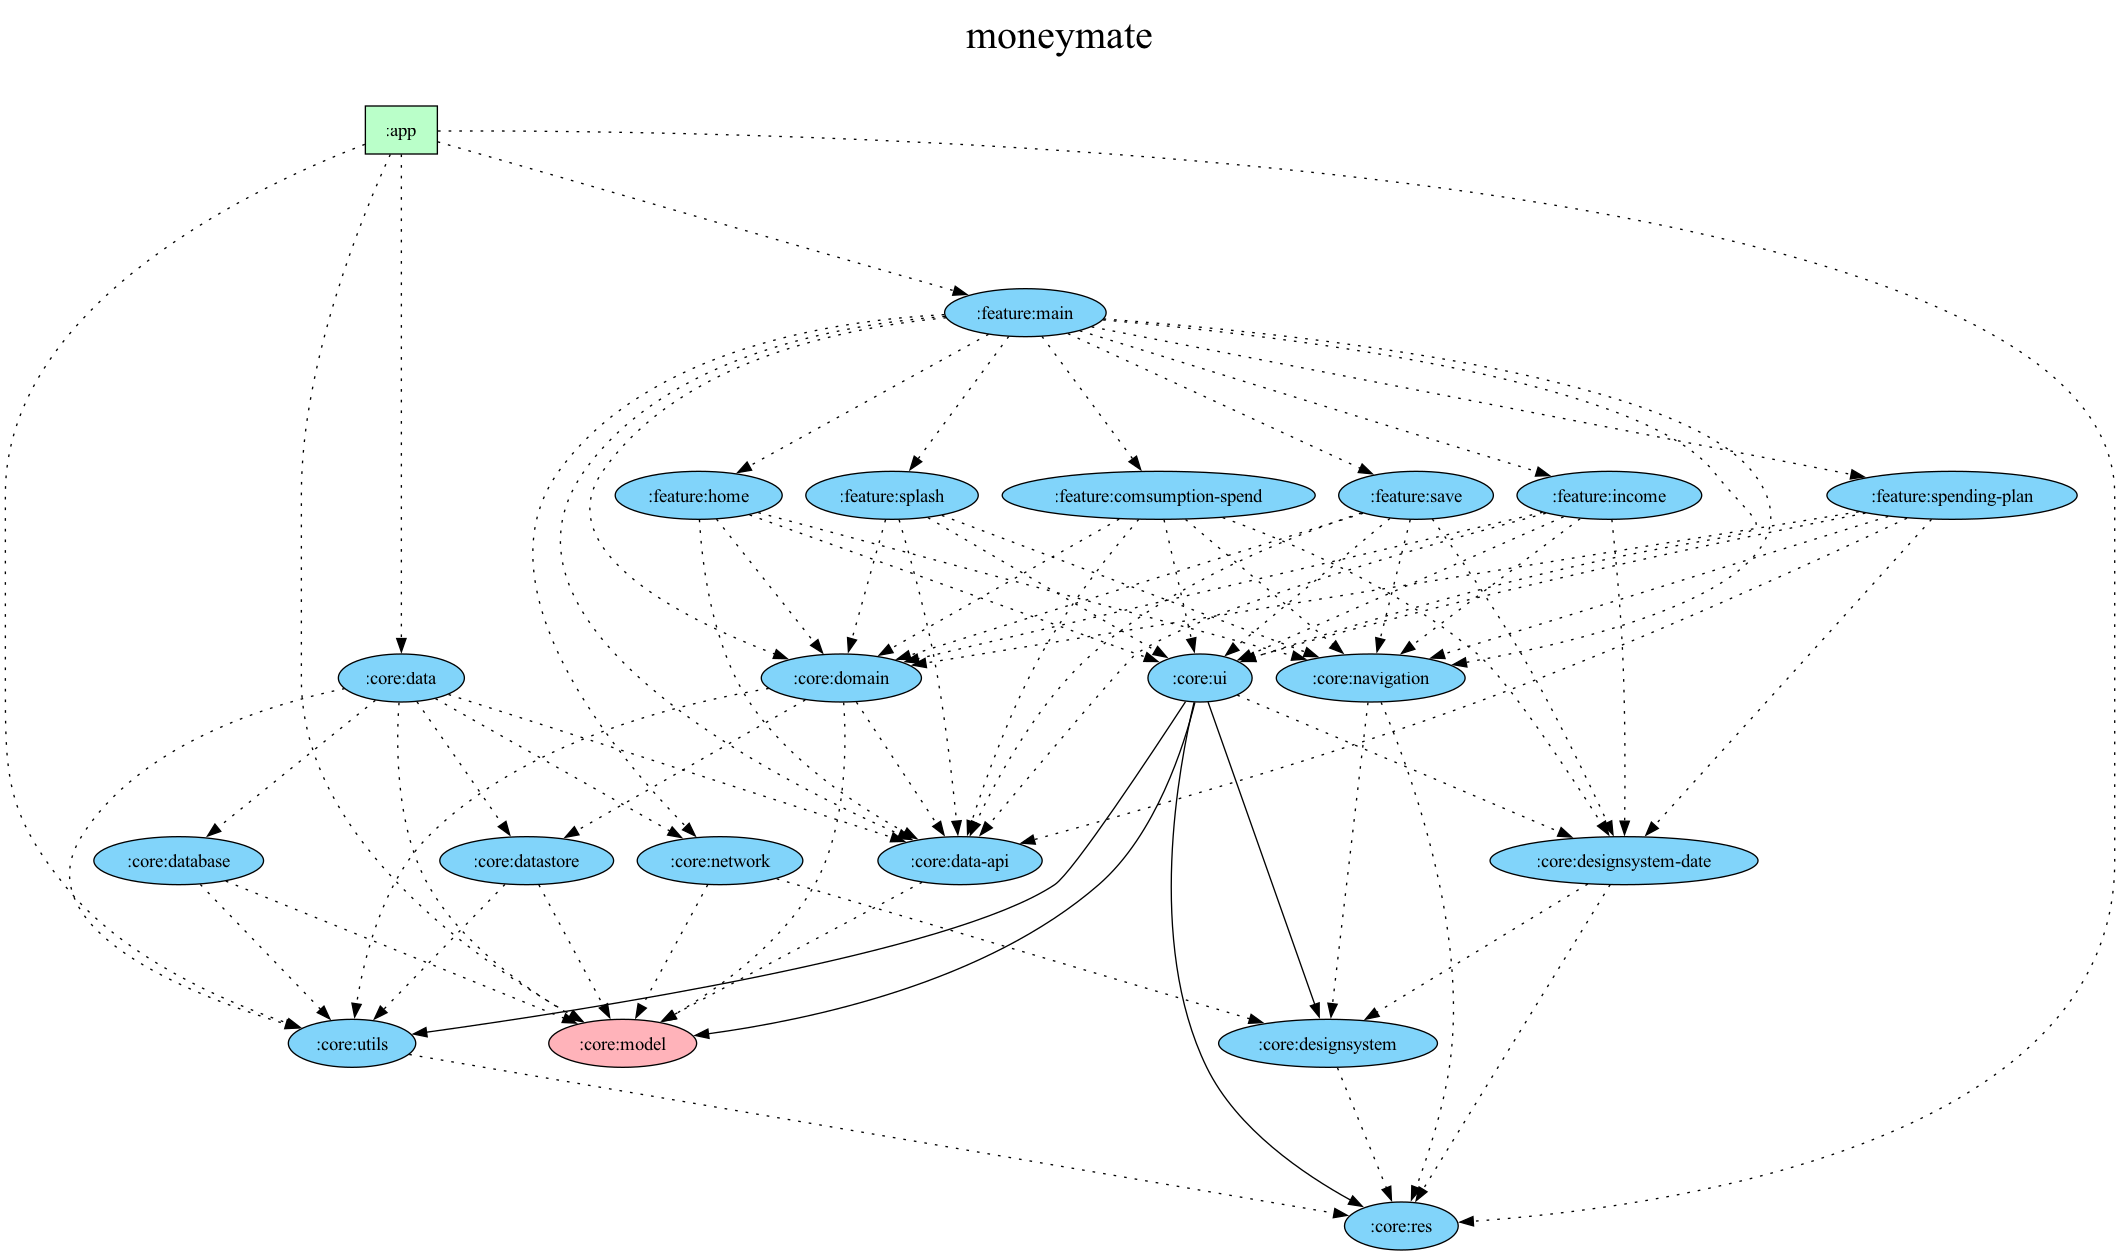 moneymate
:app
:feature:main
:feature:home
:feature:splash
:feature:comsumption-spend
:feature:save
:feature:income
:feature:spending-plan
:core:data
:core:domain
:core:ui
:core:navigation
:core:database
:core:datastore
:core:network
:core:data-api
:core:designsystem-date
:core:utils
:core:model
:core:designsystem
:core:res